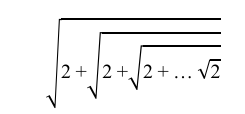 √2 + √2 + √2 + … √2